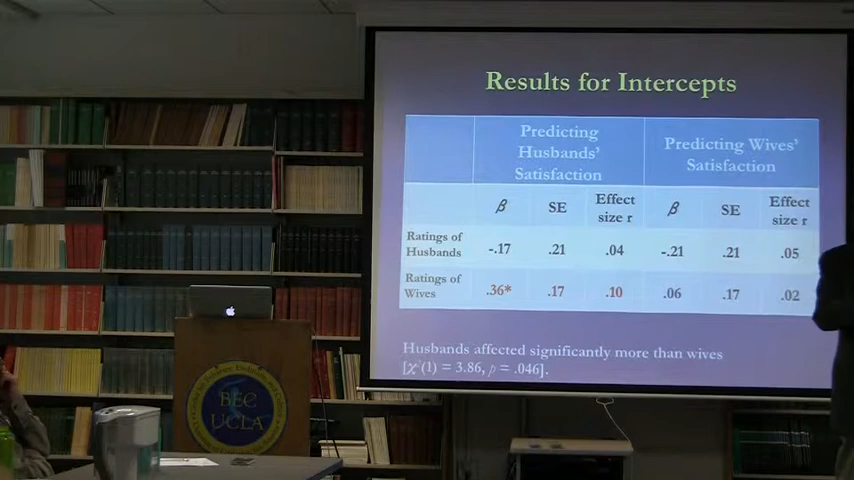 Results for Intercepts
Predicting Husbands' Satisfaction
Predicting Wives' Satisfaction
β SE Effect size r β SE Effect size r
Ratings of Husbands -.17 .21 .04 -.21 .21 .05
Ratings of Wives .36* .17 .10 .06 .17 .02
Husbands affected significantly more than wives
[χ²(1) = 3.86, p = .046].
BEC
UCLA